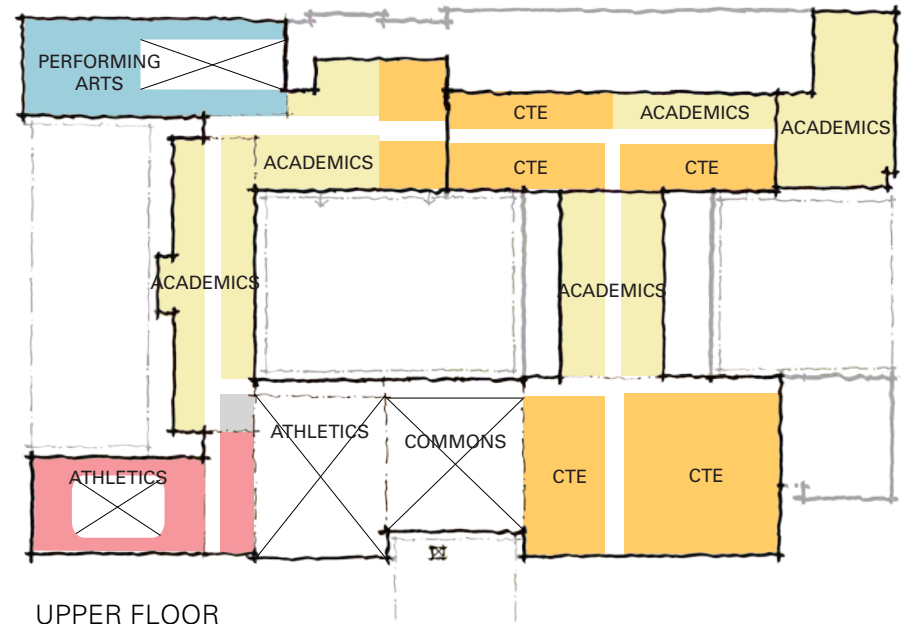 PERFORMING
ARTS
CTE
ACADEMICS
ACADEMICS
ACADEMICS
CTE
CTE
ACADEMICS
ACADEMICS
ATHLETICS
COMMONS
ATHLETICS
CTE
CTE
UPPER FLOOR